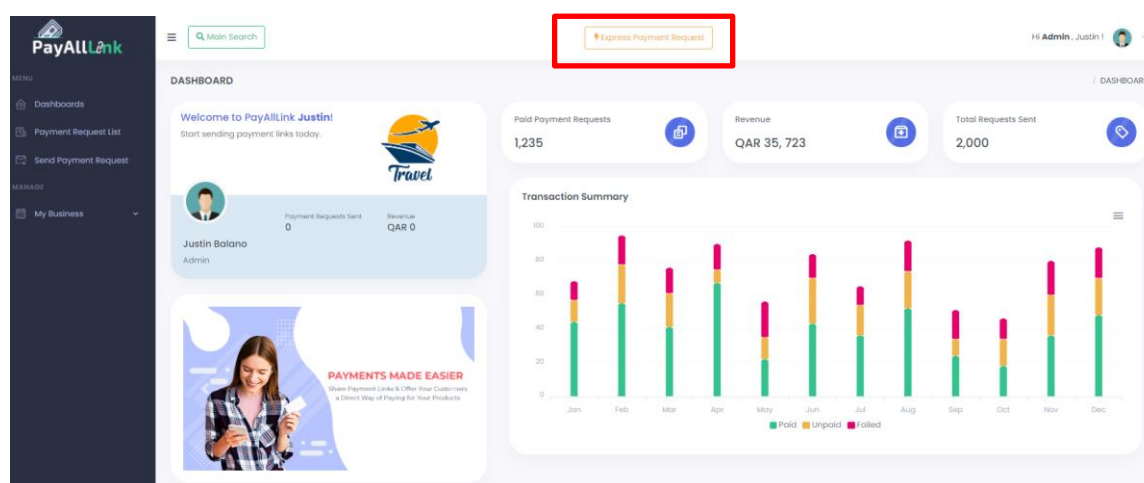 PayAllLink
Main Search
Express Payment Request
Hi Admin, Justin !
MENU
Dashboards
Payment Request List
Send Payment Request
MANAGE
My Business
DASHBOARD
/ DASHBOAR
Welcome to PayAllLink Justin!
Start sending payment links today.
Travel
Payment Requests Sent
0
Revenue
QAR 0
Justin Balano
Admin
PAYMENTS MADE EASIER
Share Payment Links & Offer Your Customers
a Direct Way of Paying for Your Products
Paid Payment Requests
1,235
Revenue
QAR 35, 723
Total Requests Sent
2,000
Transaction Summary
100
80
60
40
20
0
Jan Feb Mar Apr May Jun Jul Aug Sep Oct Nov Dec
Paid Unpaid Failed